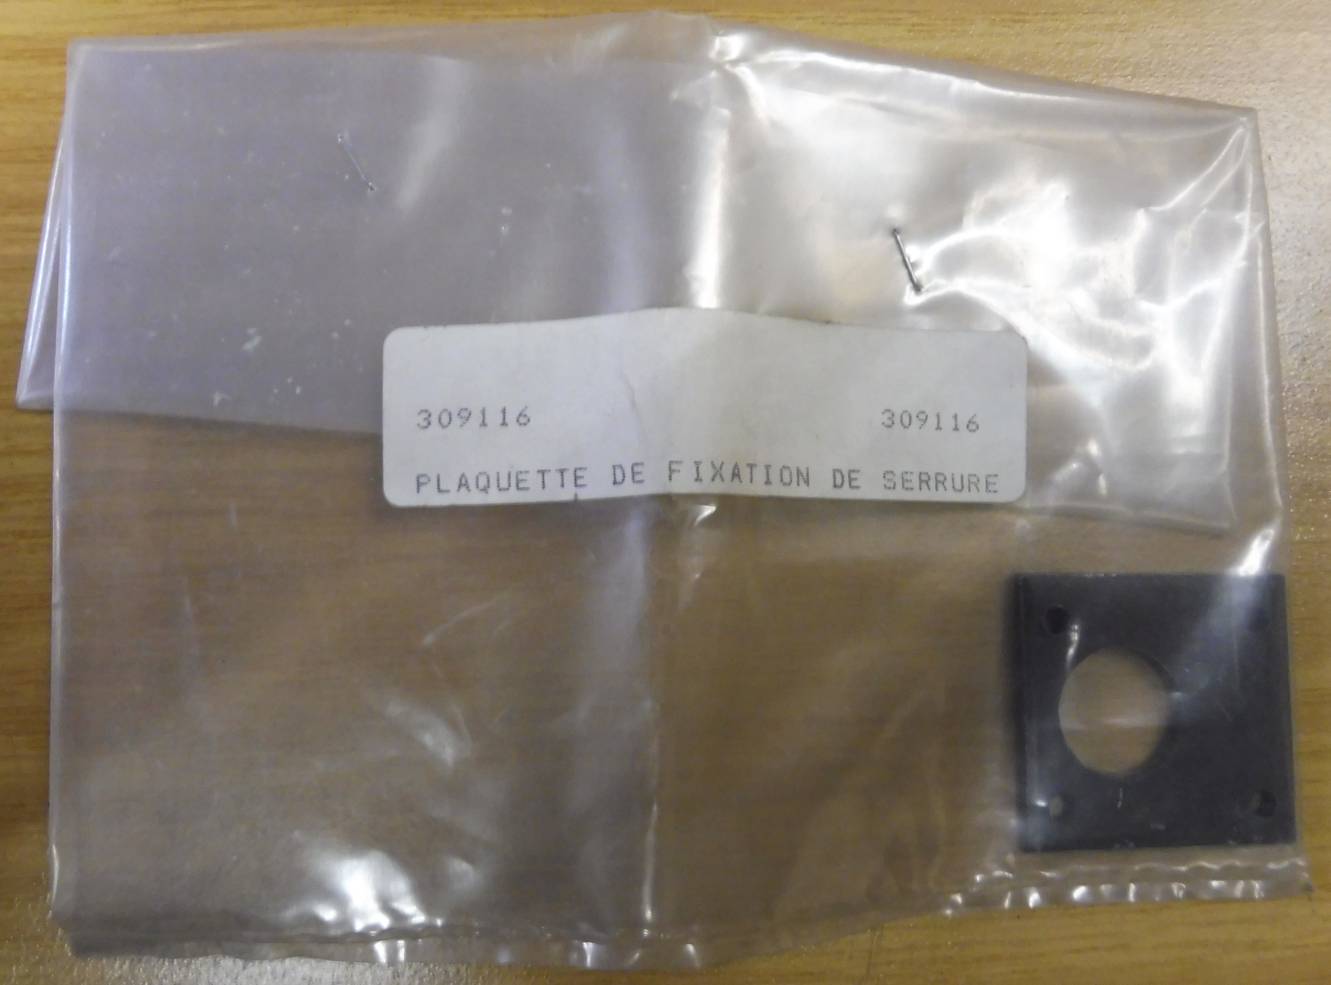 309116 309116
PLAQUETTE DE FIXATION DE SERRURE